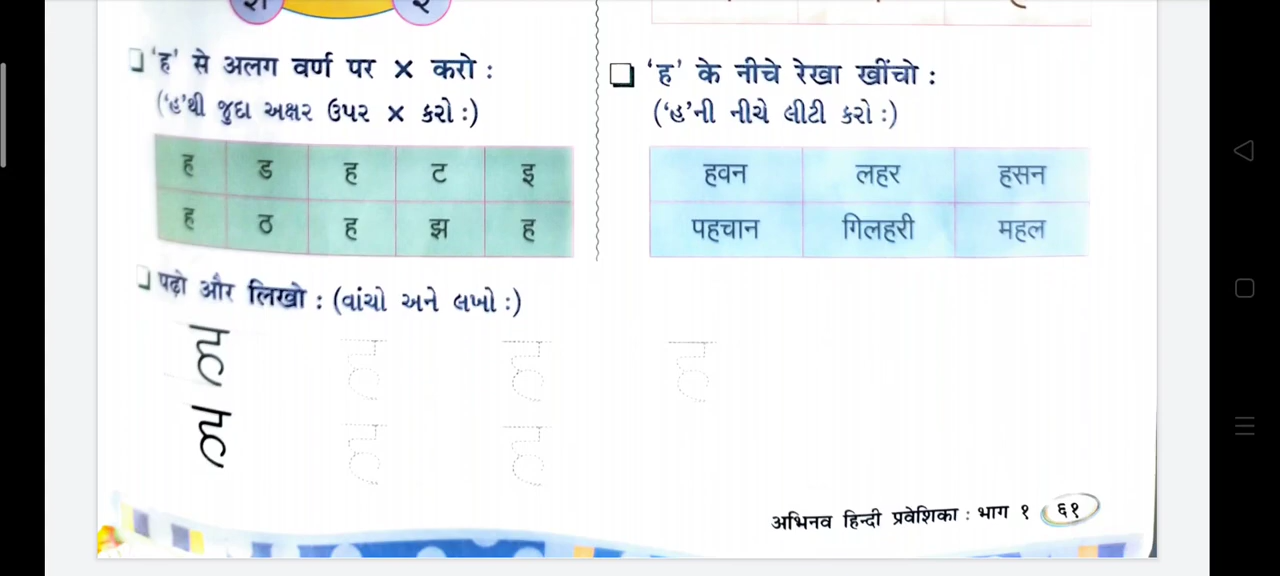 'ह' से अलग वर्ण पर × करो :
('હ'થી જુદા અક્ષર ઉપર × કરો :)
ह ड ह ट इ
ह ठ ह झ ह
'ह' के नीचे रेखा खींचो :
('હ'ની નીચે લીટી કરો :)
हवन लहर हसन
पहचान गिलहरी महल
पढ़ो और लिखो : (વાંચો અને લખો :)
ह ह ह ह
ह ह ह
अभिनव हिन्दी प्रवेशिका : भाग १ ६१